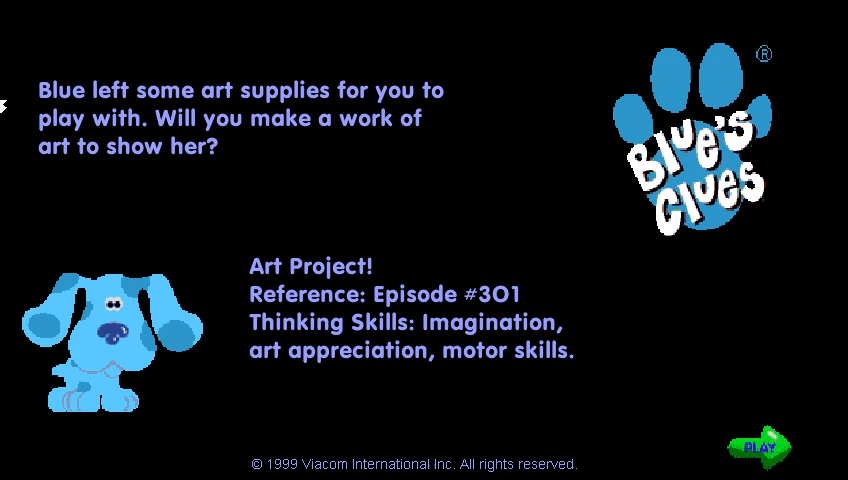 Blue left some art supplies for you to
play with. Will you make a work of
art to show her?
®
Blue's
Clues
Art Project!
Reference: Episode #301
Thinking Skills: Imagination,
art appreciation, motor skills.
PLAY
© 1999 Viacom International Inc. All rights reserved.